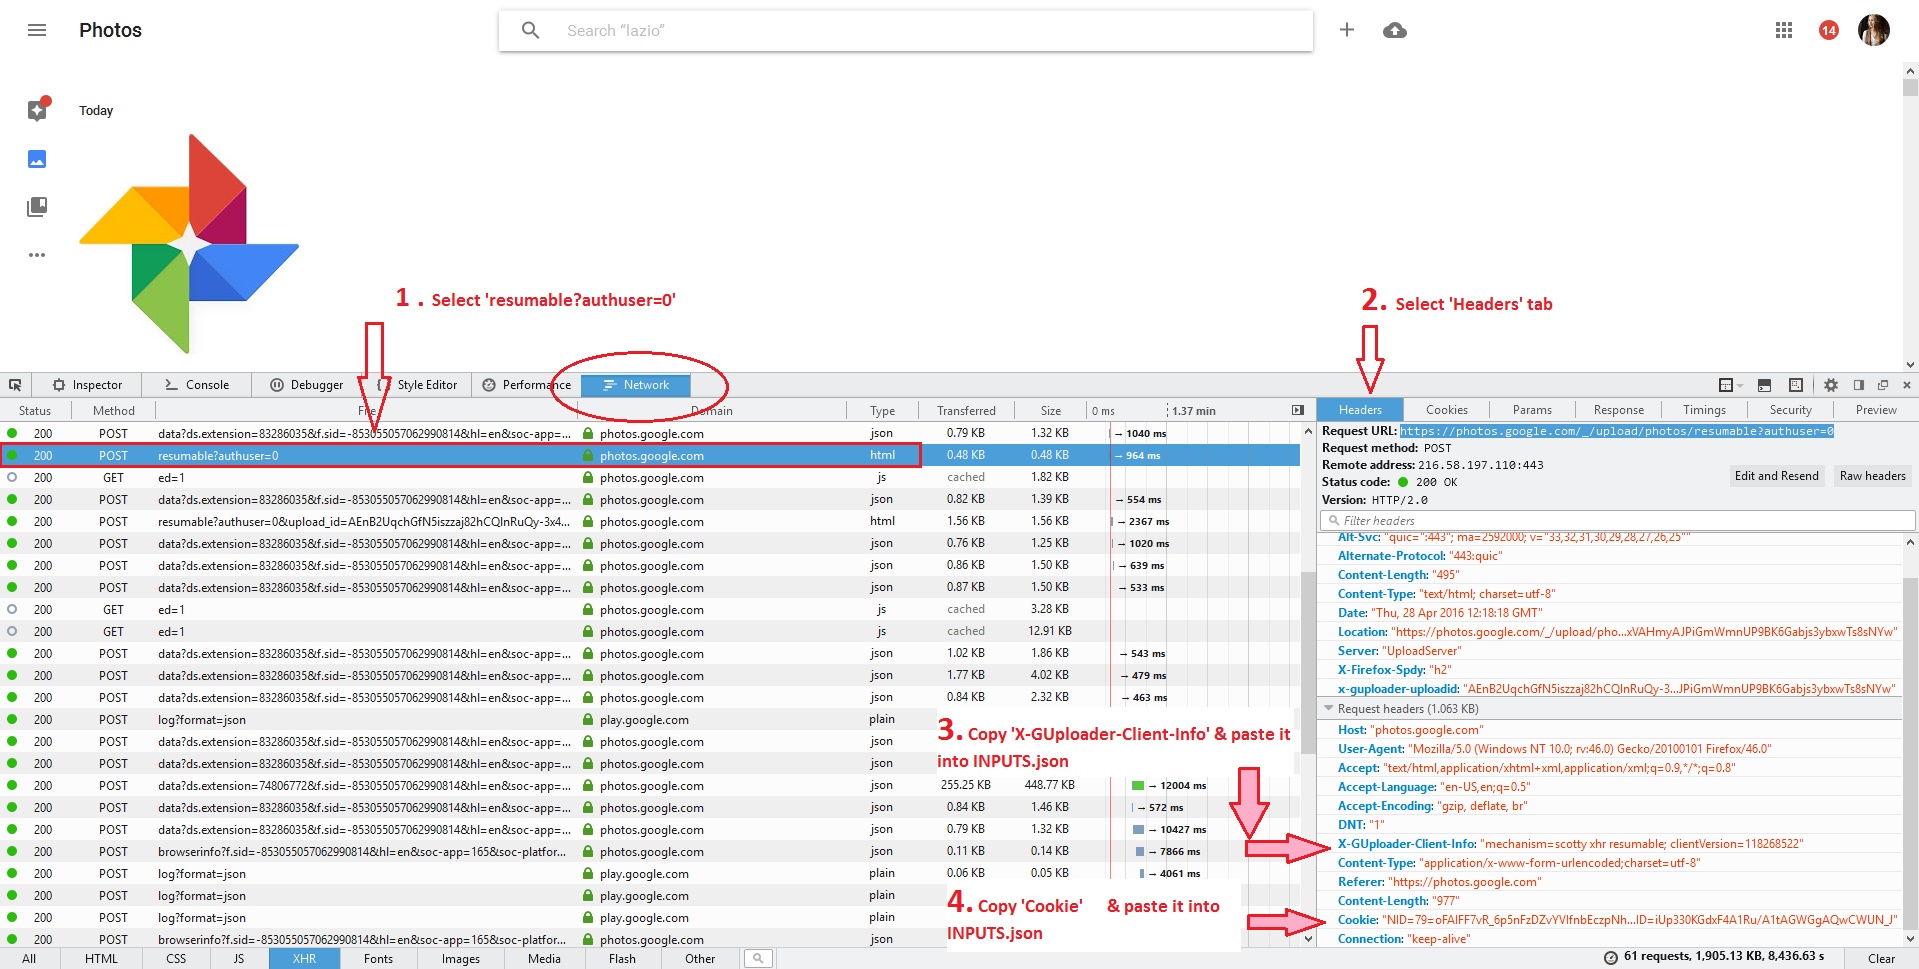 Photos
Search “lazio”
14
Today
1 . Select 'resumable?authuser=0'
2. Select 'Headers' tab
Inspector Console Debugger Style Editor Performance Network
Status Method File Domain Type Transferred Size 0 ms 1.37 min
200 POST data?ds.extension=83286035&f.sid=-853055057062990814&hl=en&soc-app=... photos.google.com json 0.79 KB 1.32 KB → 1040 ms
200 POST resumable?authuser=0 photos.google.com html 0.48 KB 0.48 KB → 964 ms
200 GET ed=1 photos.google.com js cached 1.82 KB
200 POST data?ds.extension=83286035&f.sid=-853055057062990814&hl=en&soc-app=... photos.google.com json 0.82 KB 1.39 KB → 554 ms
200 POST resumable?authuser=0&upload_id=AEnB2UqchGfN5iszzaj82hCQInRuQy-3x4... photos.google.com html 1.56 KB 1.56 KB → 2367 ms
200 POST data?ds.extension=83286035&f.sid=-853055057062990814&hl=en&soc-app=... photos.google.com json 0.76 KB 1.25 KB → 1020 ms
200 POST data?ds.extension=83286035&f.sid=-853055057062990814&hl=en&soc-app=... photos.google.com json 0.86 KB 1.50 KB → 639 ms
200 POST data?ds.extension=83286035&f.sid=-853055057062990814&hl=en&soc-app=... photos.google.com json 0.87 KB 1.50 KB → 533 ms
200 GET ed=1 photos.google.com js cached 3.28 KB
200 GET ed=1 photos.google.com js cached 12.91 KB
200 POST data?ds.extension=83286035&f.sid=-853055057062990814&hl=en&soc-app=... photos.google.com json 1.02 KB 1.86 KB → 543 ms
200 POST data?ds.extension=83286035&f.sid=-853055057062990814&hl=en&soc-app=... photos.google.com json 1.77 KB 4.02 KB → 479 ms
200 POST data?ds.extension=83286035&f.sid=-853055057062990814&hl=en&soc-app=... photos.google.com json 0.84 KB 2.32 KB → 463 ms
200 POST log?format=json play.google.com plain
200 POST data?ds.extension=83286035&f.sid=-853055057062990814&hl=en&soc-app=... photos.google.com json
200 POST data?ds.extension=83286035&f.sid=-853055057062990814&hl=en&soc-app=... photos.google.com json
200 POST data?ds.extension=74806772&f.sid=-853055057062990814&hl=en&soc-app=... photos.google.com json 255.25 KB 448.77 KB → 12004 ms
200 POST data?ds.extension=83286035&f.sid=-853055057062990814&hl=en&soc-app=... photos.google.com json 0.84 KB 1.46 KB → 572 ms
200 POST data?ds.extension=83286035&f.sid=-853055057062990814&hl=en&soc-app=... photos.google.com json 0.79 KB 1.32 KB → 10427 ms
200 POST browserinfo?f.sid=-853055057062990814&hl=en&soc-app=165&soc-platfor... photos.google.com json 0.11 KB 0.14 KB → 7866 ms
200 POST log?format=json play.google.com plain 0.06 KB 0.05 KB → 4061 ms
200 POST log?format=json play.google.com plain
200 POST log?format=json play.google.com plain
200 POST browserinfo?f.sid=-853055057062990814&hl=en&soc-app=165&soc-platfor... photos.google.com json
3. Copy 'X-GUploader-Client-Info' & paste it
into INPUTS.json
4. Copy 'Cookie' & paste it into
INPUTS.json
Headers Cookies Params Response Timings Security Preview
Request URL: https://photos.google.com/_/upload/photos/resumable?authuser=0
Request method: POST
Remote address: 216.58.197.110:443
Status code: 200 OK
Edit and Resend Raw headers
Version: HTTP/2.0
Filter headers
Alt-Svc: "quic=":443"; ma=2592000; v="33,32,31,30,29,28,27,26,25""
Alternate-Protocol: "443:quic"
Content-Length: "495"
Content-Type: "text/html; charset=utf-8"
Date: "Thu, 28 Apr 2016 12:18:18 GMT"
Location: "https://photos.google.com/_/upload/pho...xVAHmyAJPiGmWmnUP9BK6Gabjs3ybxwTs8sNYw"
Server: "UploadServer"
X-Firefox-Spdy: "h2"
x-guploader-uploadid: "AEnB2UqchGfN5iszzaj82hCQInRuQy-3...JPiGmWmnUP9BK6Gabjs3ybxwTs8sNYw"
Request headers (1.063 KB)
Host: "photos.google.com"
User-Agent: "Mozilla/5.0 (Windows NT 10.0; rv:46.0) Gecko/20100101 Firefox/46.0"
Accept: "text/html,application/xhtml+xml,application/xml;q=0.9,*/*;q=0.8"
Accept-Language: "en-US,en;q=0.5"
Accept-Encoding: "gzip, deflate, br"
DNT: "1"
X-GUploader-Client-Info: "mechanism=scotty xhr resumable; clientVersion=118268522"
Content-Type: "application/x-www-form-urlencoded;charset=utf-8"
Referer: "https://photos.google.com"
Content-Length: "977"
Cookie: "NID=79=oFAIFF7vR_6p5nFzDZvYVIfnbEczpNh...ID=iUp330KGdxF4A1Ru/A1tAGWGgAQwCWUN_J"
Connection: "keep-alive"
All HTML CSS JS XHR Fonts Images Media Flash Other
61 requests, 1,905.13 KB, 8,436.63 s Clear